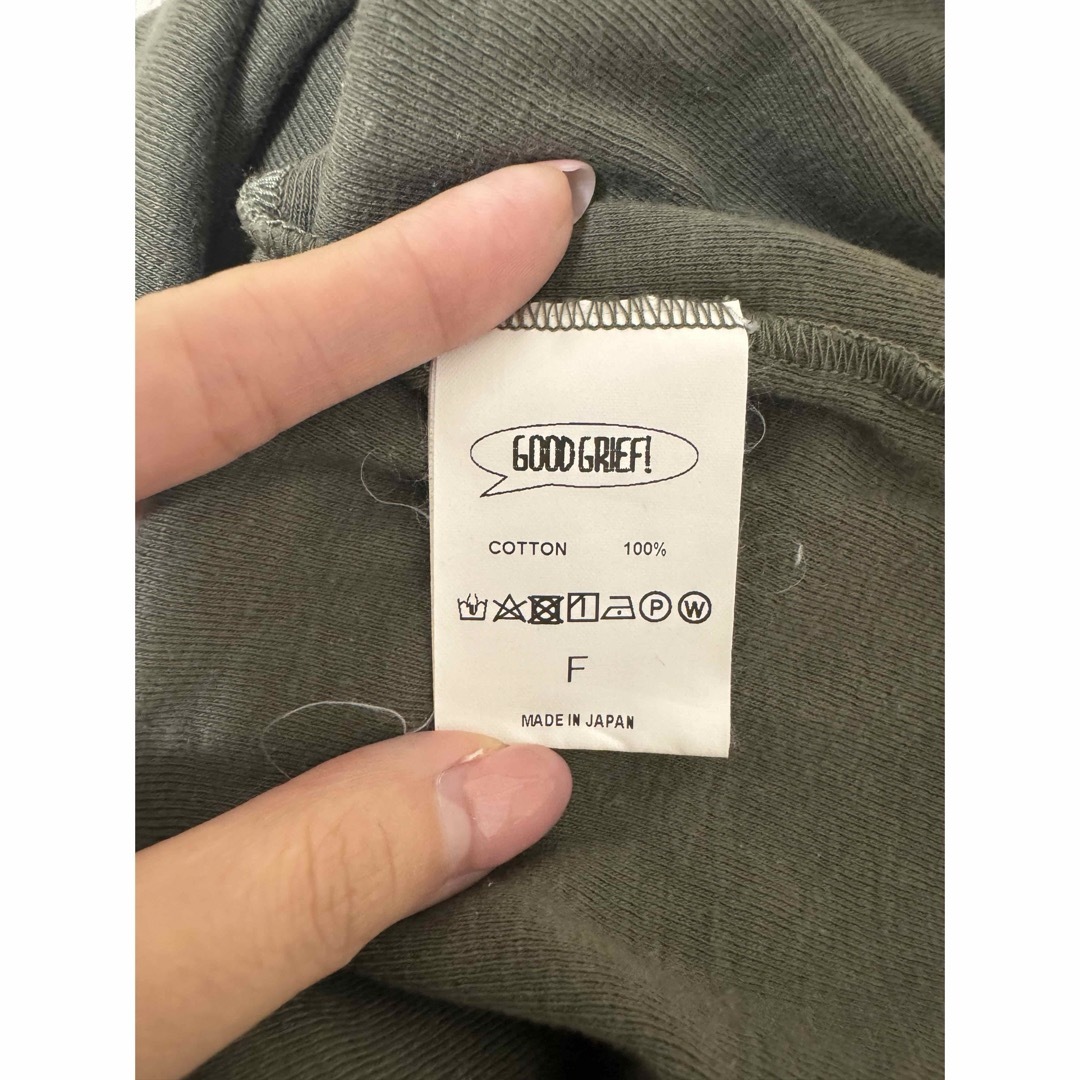 GOOD GRIEF!
COTTON 100%
P W
F
MADE IN JAPAN